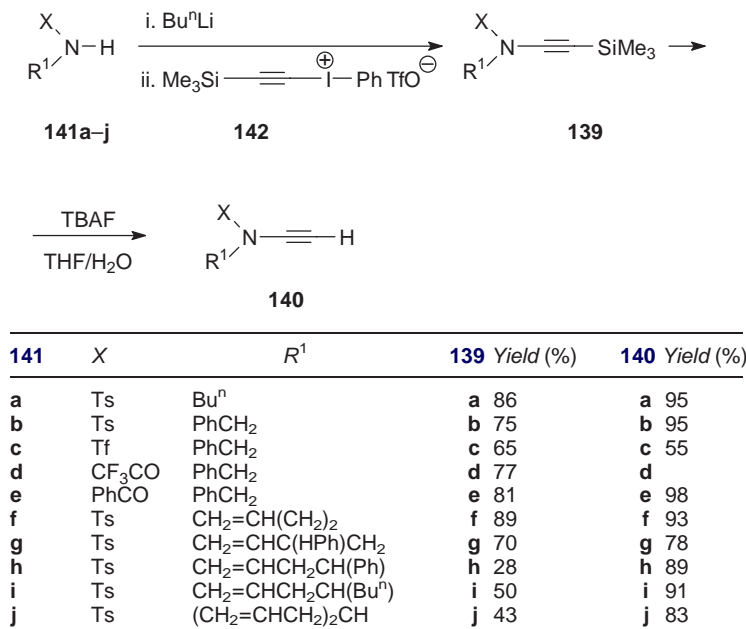 X
N–H
R¹
i. BuⁿLi
ii. Me₃Si–≡–I⊕–Ph TfO⊖
X
N–≡–SiMe₃
R¹
141a–j 142 139
TBAF
THF/H₂O
X
N–≡–H
R¹
140
141 X R¹ 139 Yield (%) 140 Yield (%)
a Ts Buⁿ a 86 a 95
b Ts PhCH₂ b 75 b 95
c Tf PhCH₂ c 65 c 55
d CF₃CO PhCH₂ d 77 d
e PhCO PhCH₂ e 81 e 98
f Ts CH₂=CH(CH₂)₂ f 89 f 93
g Ts CH₂=CHC(HPh)CH₂ g 70 g 78
h Ts CH₂=CHCH₂CH(Ph) h 28 h 89
i Ts CH₂=CHCH₂CH(Buⁿ) i 50 i 91
j Ts (CH₂=CHCH₂)₂CH j 43 j 83